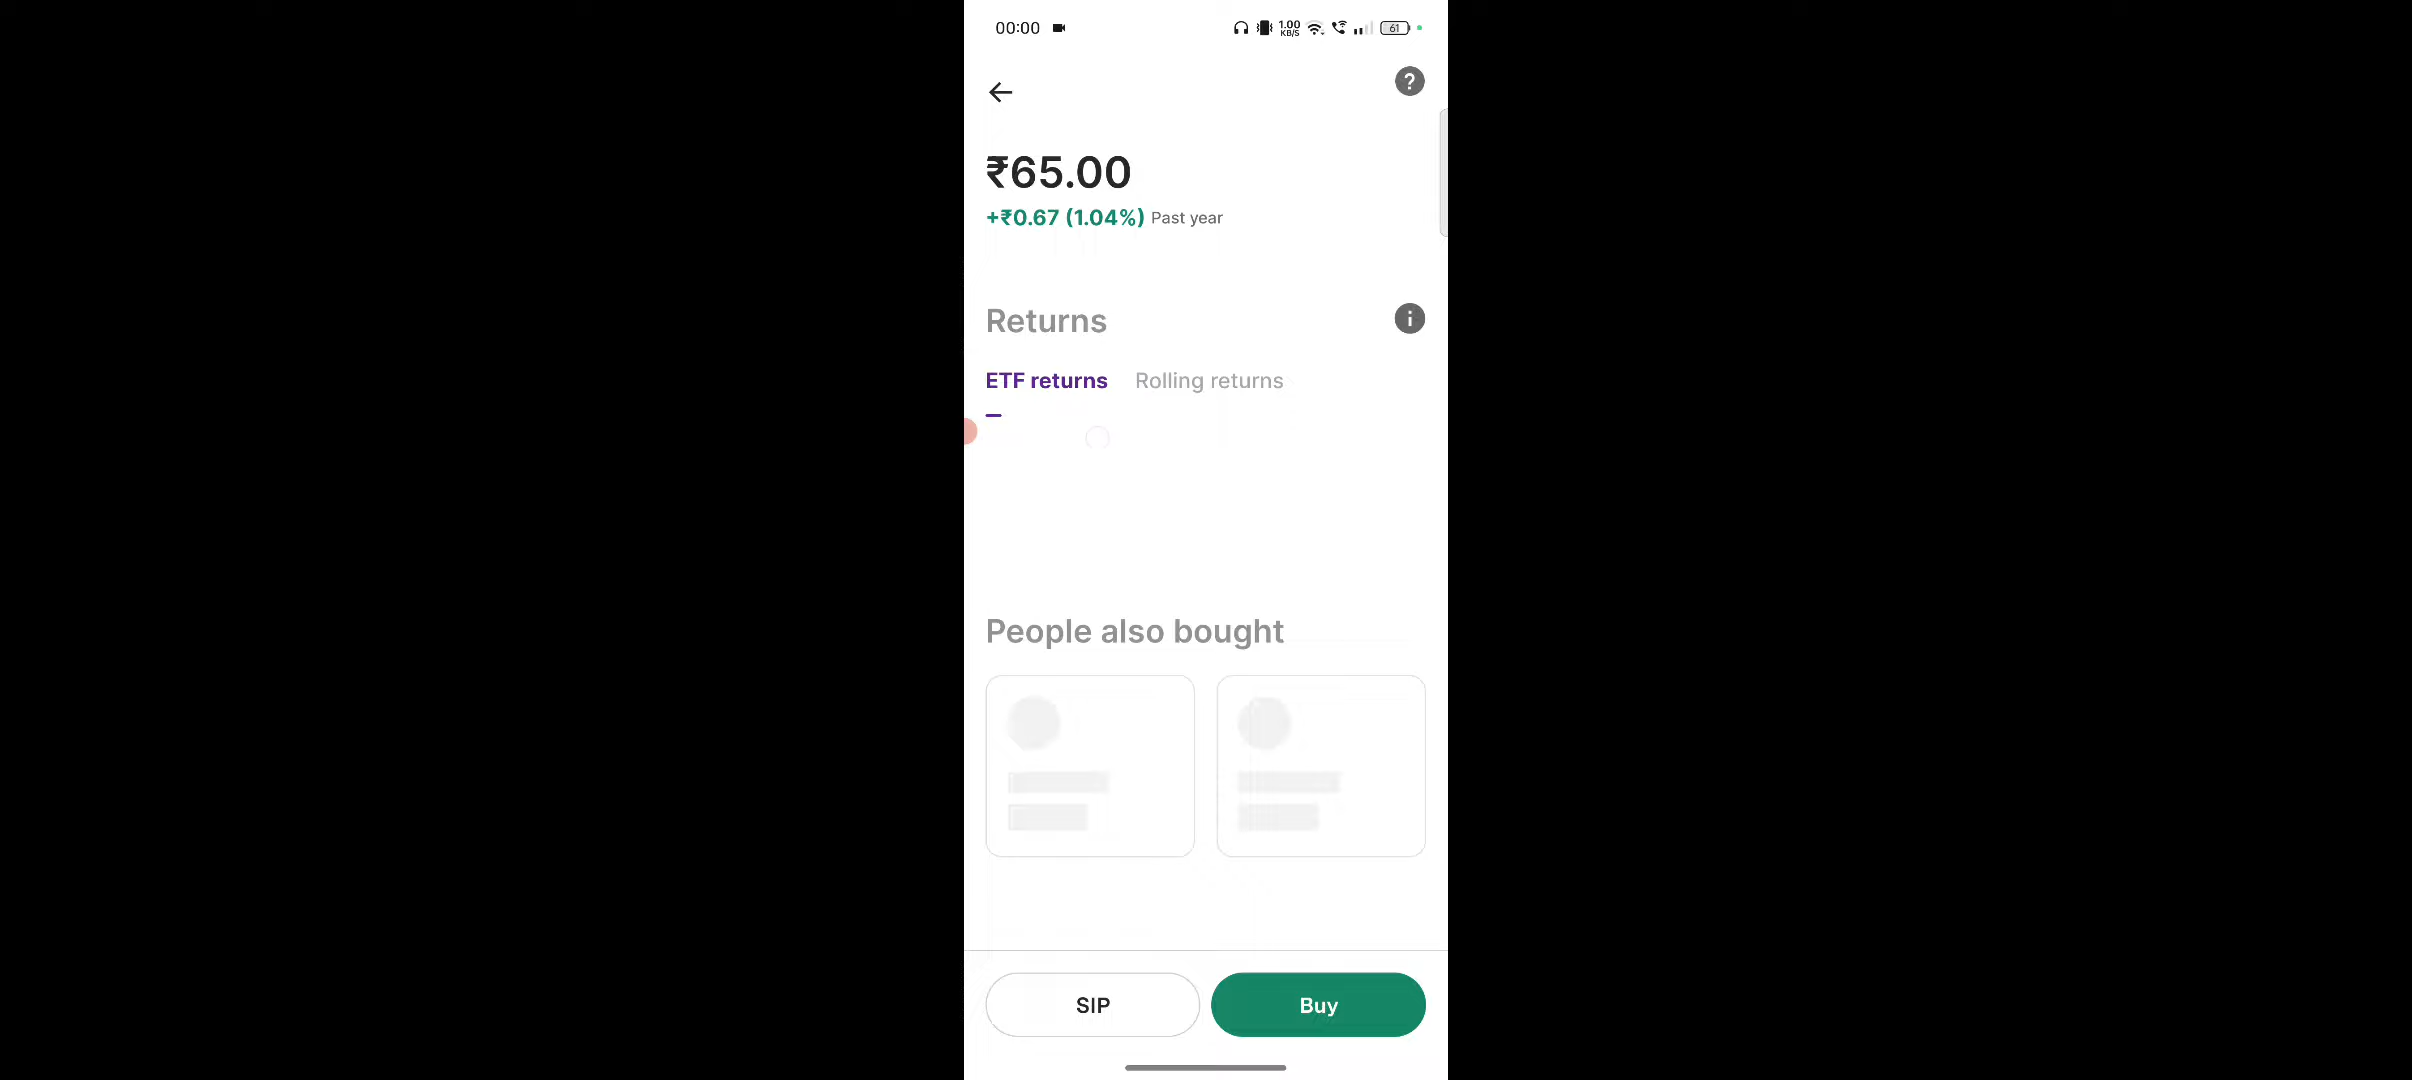 00:00
1.00
KB/S
61
?
₹65.00
+₹0.67 (1.04%) Past year
Returns
i
ETF returns Rolling returns
People also bought
SIP Buy